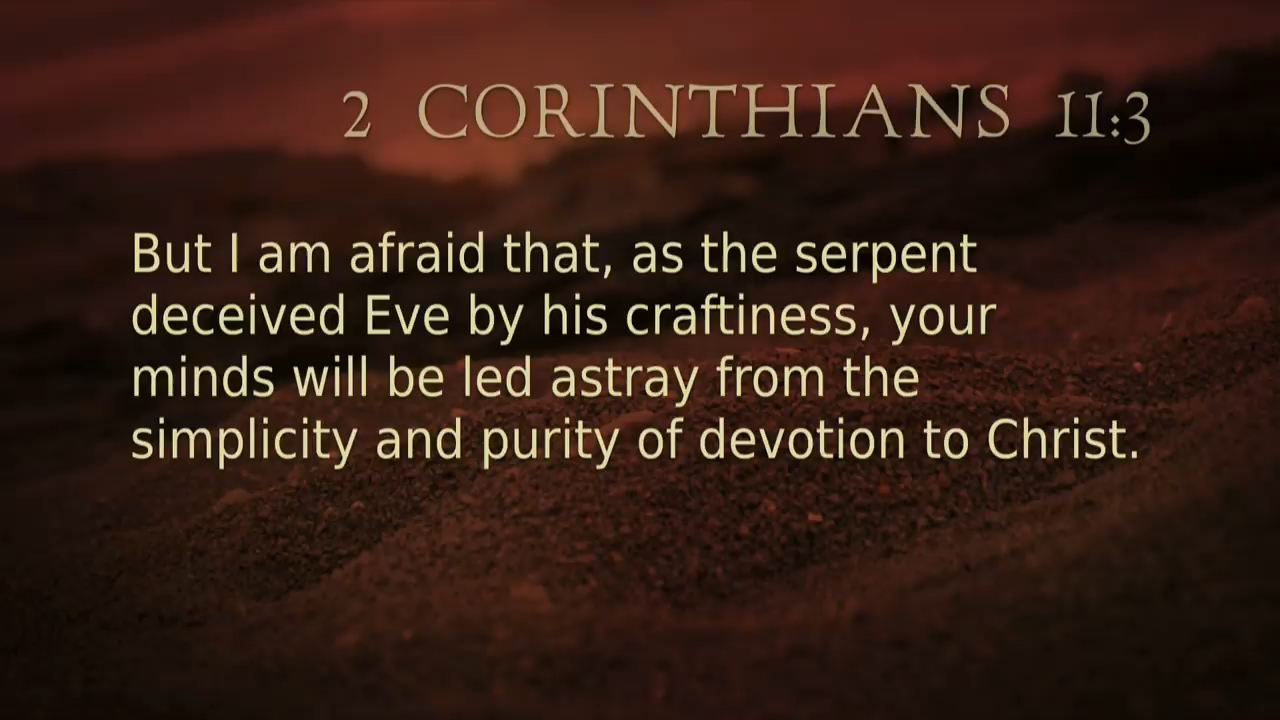 2 CORINTHIANS 11:3
But I am afraid that, as the serpent
deceived Eve by his craftiness, your
minds will be led astray from the
simplicity and purity of devotion to Christ.